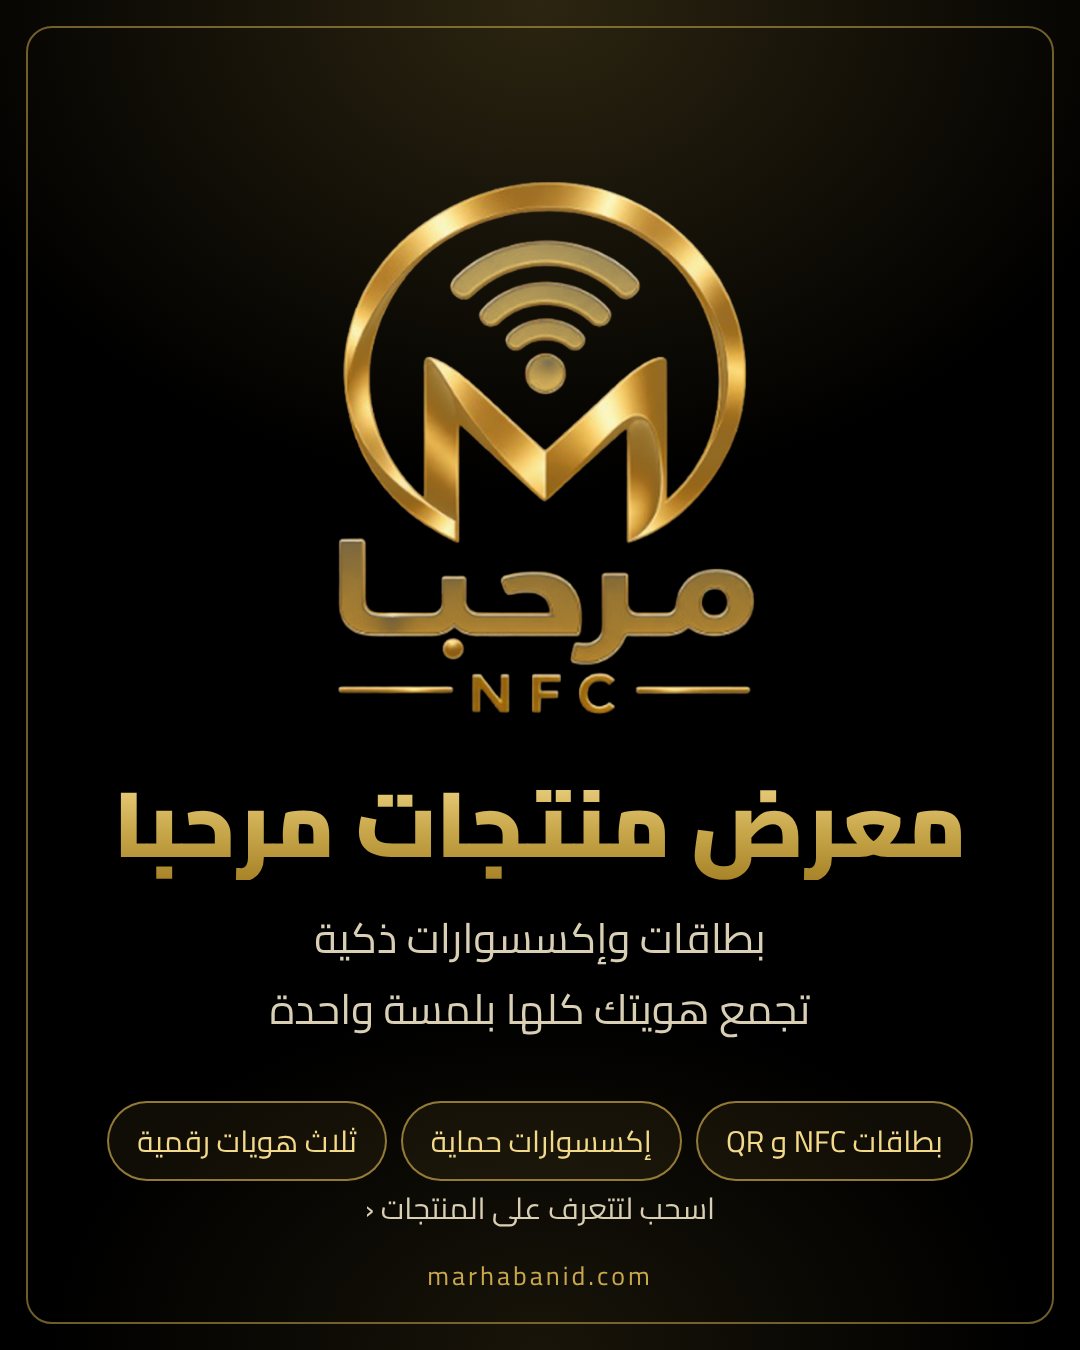 مرحبا
NFC
معرض منتجات مرحبا
بطاقات وإكسسوارات ذكية
تجمع هويتك كلها بلمسة واحدة
بطاقات NFC و QR
إكسسوارات حماية
ثلاث هويات رقمية
اسحب لتتعرف على المنتجات ‹
marhabanid.com